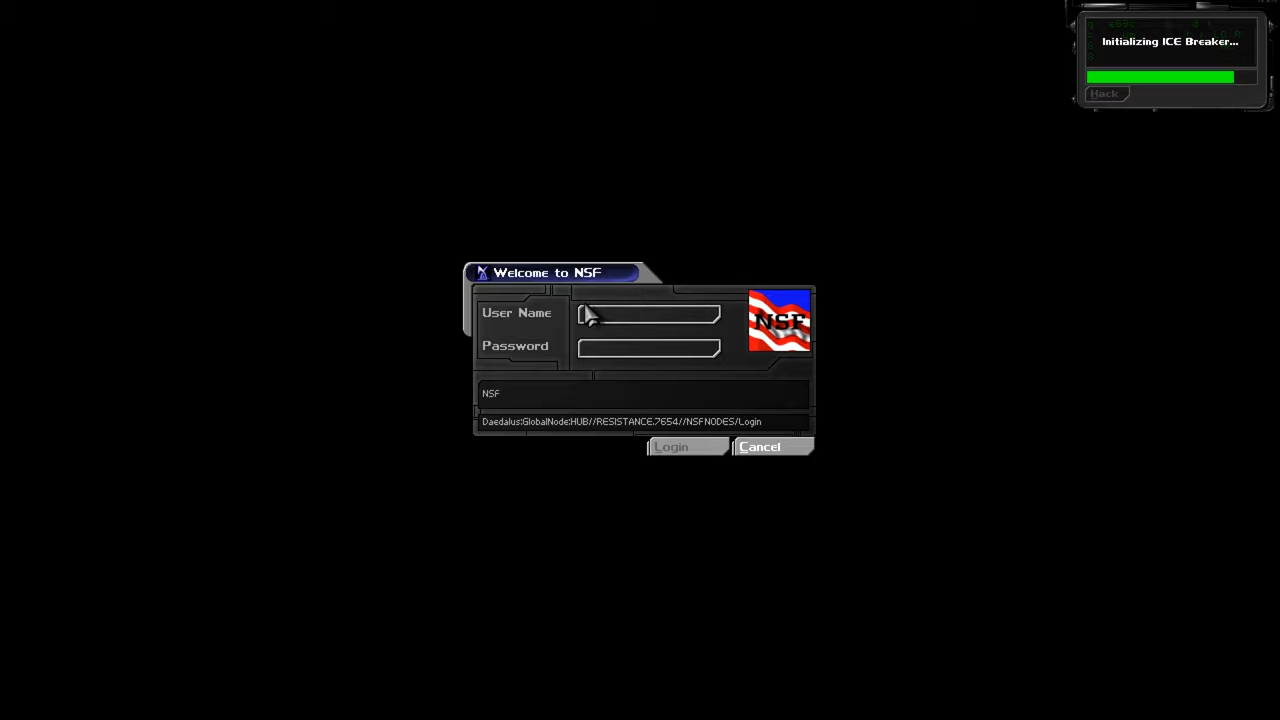 Initializing ICE Breaker...
Hack
Welcome to NSF
User Name
NSF
Password
NSF
Daedalus:GlobalNode:HUB//RESISTANCE.7654//NSFNODES/Login
Login
Cancel